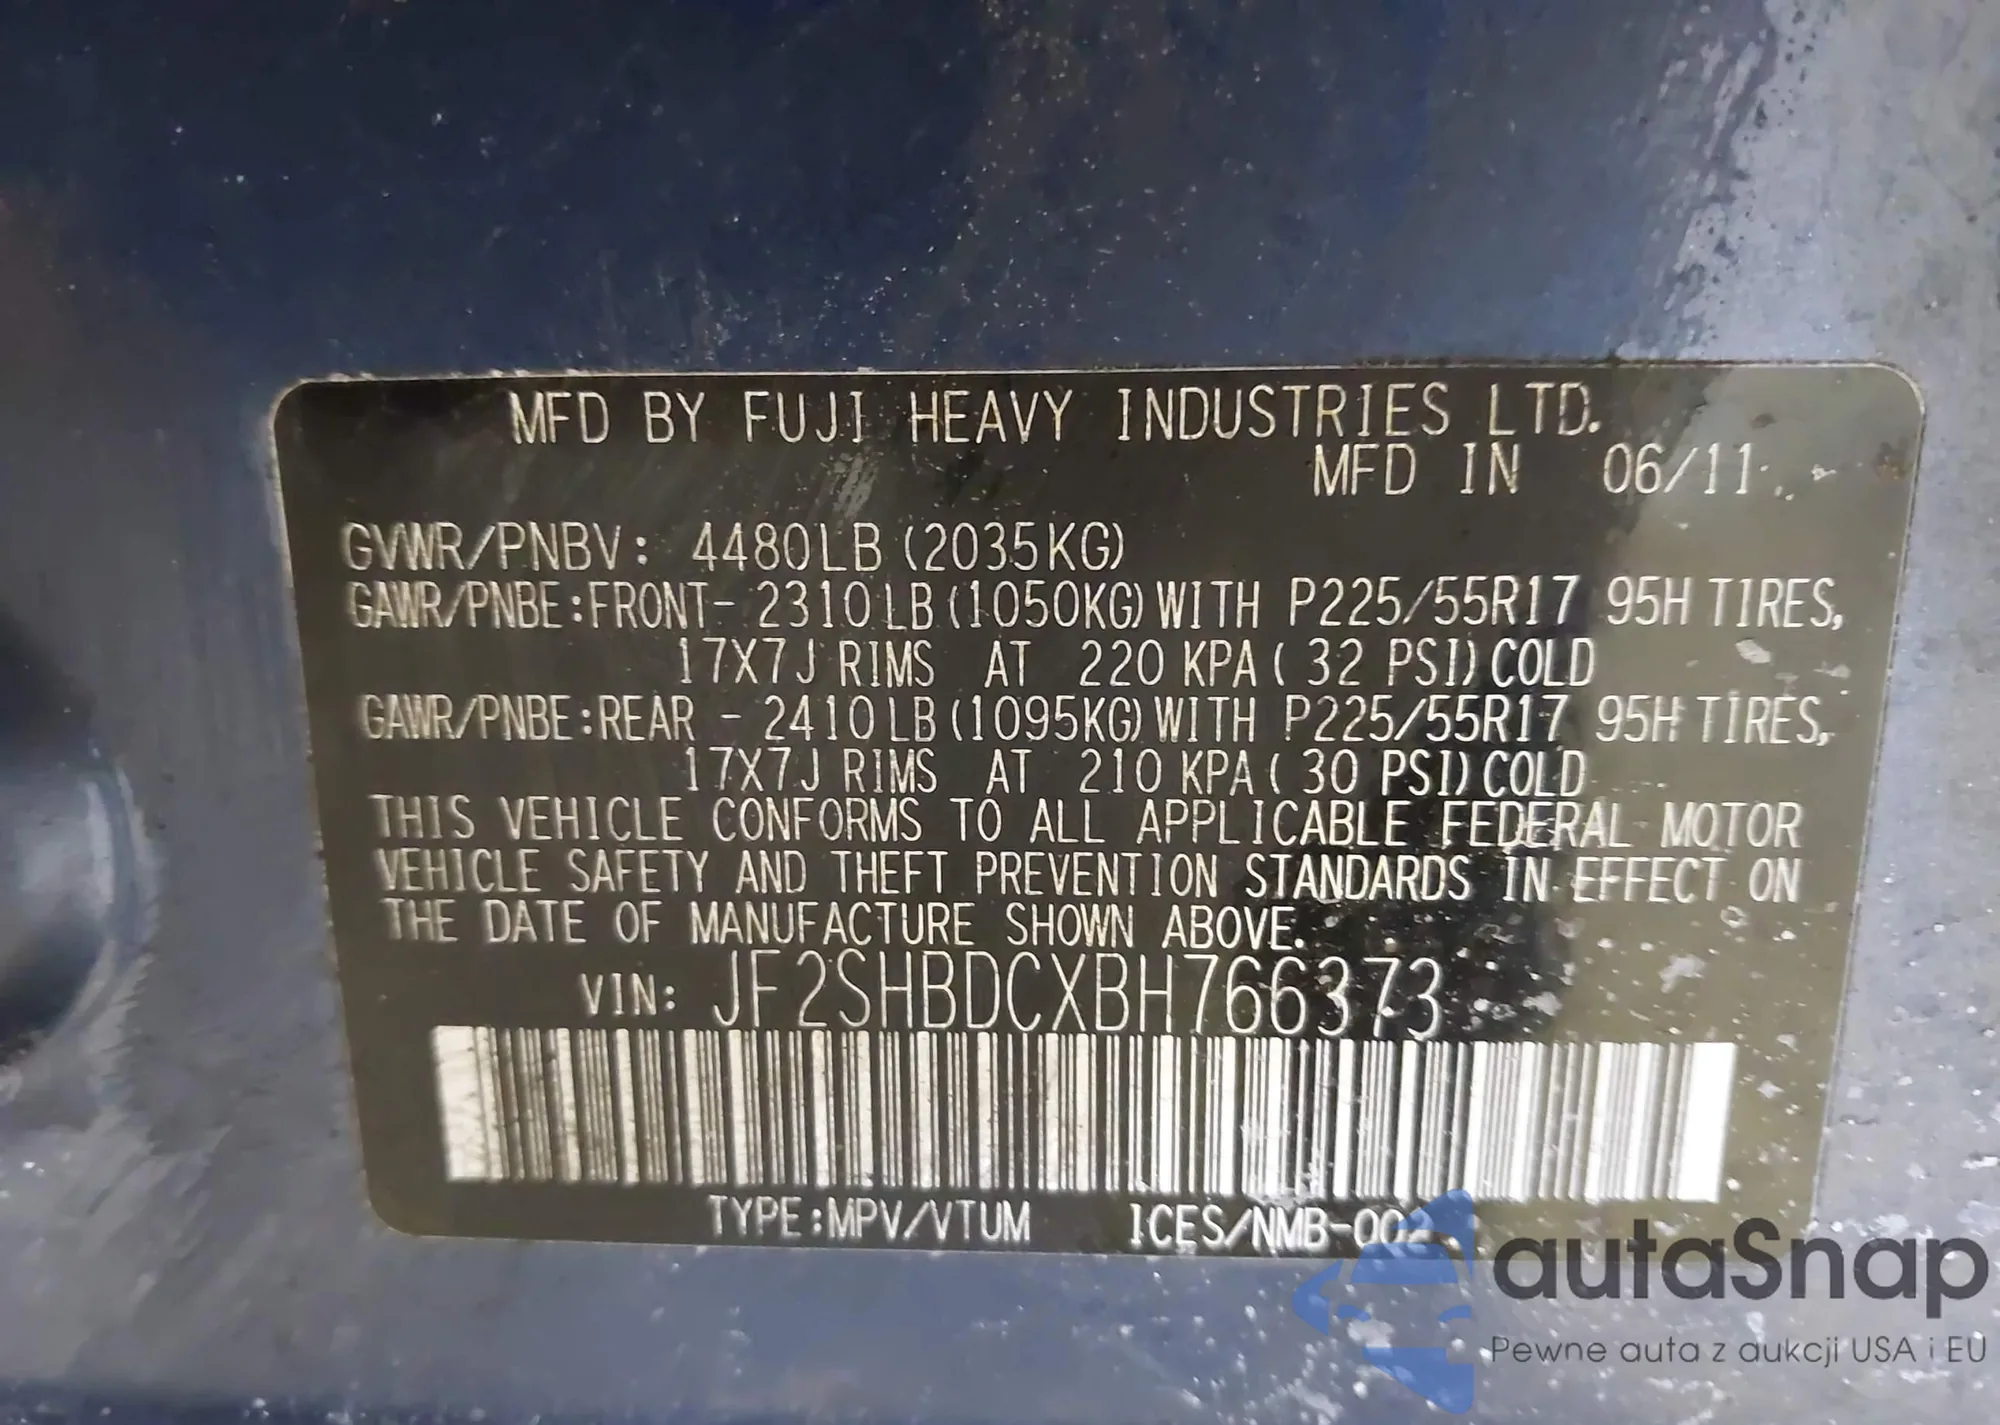 MFD BY FUJI HEAVY INDUSTRIES LTD.
MFD IN 06/11
GVWR/PNBV: 4480LB (2035KG)
GAWR/PNBE:FRONT- 2310LB (1050KG) WITH P225/55R17 95H TIRES,
17X7J RIMS AT 220 KPA ( 32 PSI) COLD
GAWR/PNBE:REAR - 2410LB (1095KG) WITH P225/55R17 95H TIRES,
17X7J RIMS AT 210 KPA ( 30 PSI) COLD
THIS VEHICLE CONFORMS TO ALL APPLICABLE FEDERAL MOTOR
VEHICLE SAFETY AND THEFT PREVENTION STANDARDS IN EFFECT ON
THE DATE OF MANUFACTURE SHOWN ABOVE.
VIN: JF2SHBDCXBH766373
TYPE:MPV/VTUM ICES/NMB-002
autaSnap
Pewne auta z aukcji USA i EU